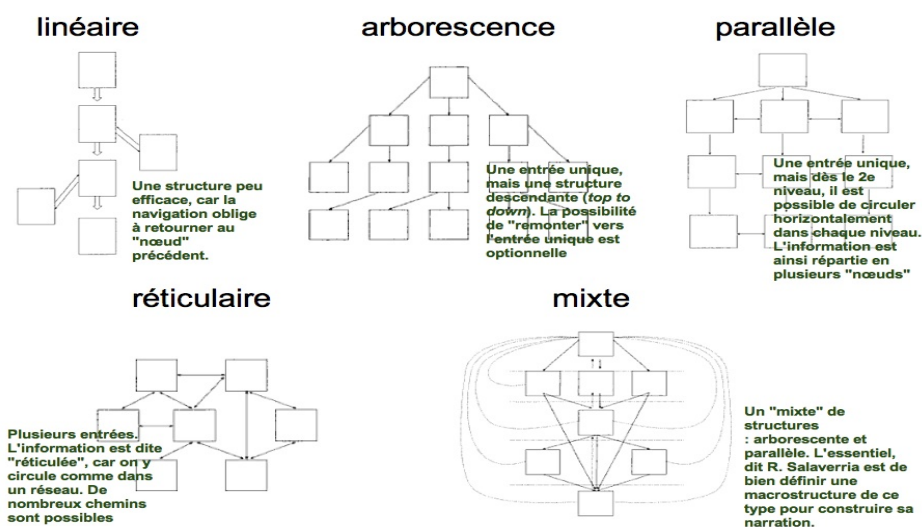 linéaire
Une structure peu
efficace, car la
navigation oblige
à retourner au
"nœud"
précédent.
arborescence
Une entrée unique,
mais une structure
descendante (top to
down). La possibilité
de "remonter" vers
l'entrée unique est
optionnelle
parallèle
Une entrée unique,
mais dès le 2e
niveau, il est
possible de circuler
horizontalement
dans chaque niveau.
L'information est
ainsi répartie en
plusieurs "nœuds"
réticulaire
Plusieurs entrées.
L'information est dite
"réticulée", car on y
circule comme dans
un réseau. De
nombreux chemins
sont possibles
mixte
Un "mixte" de
structures
: arborescente et
parallèle. L'essentiel,
dit R. Salaverria est de
bien définir une
macrostructure de ce
type pour construire sa
narration.